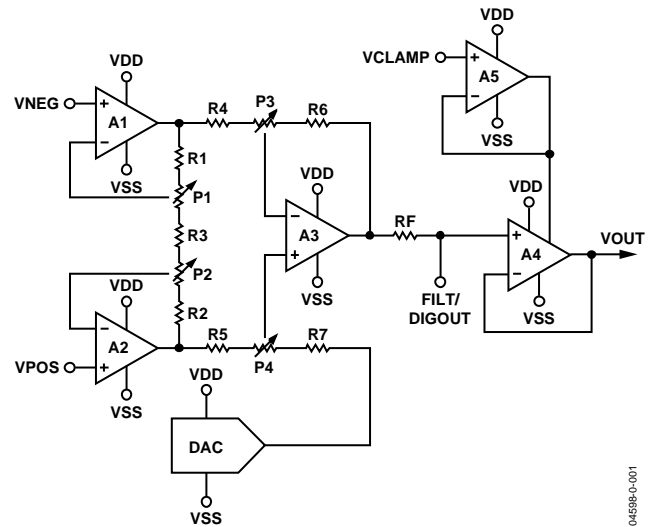 VDD
VDD
VCLAMP
+
A5
−
VDD
P3
R4
R6
VNEG
+
A1
−
VSS
VSS
R1
P1
VDD
VDD
−
A3
+
RF
+
A4
−
VOUT
R3
P2
VDD
R2
−
A2
+
VSS
FILT/
DIGOUT
VSS
R5
R7
P4
VPOS
VSS
VDD
DAC
VSS
04598-0-001